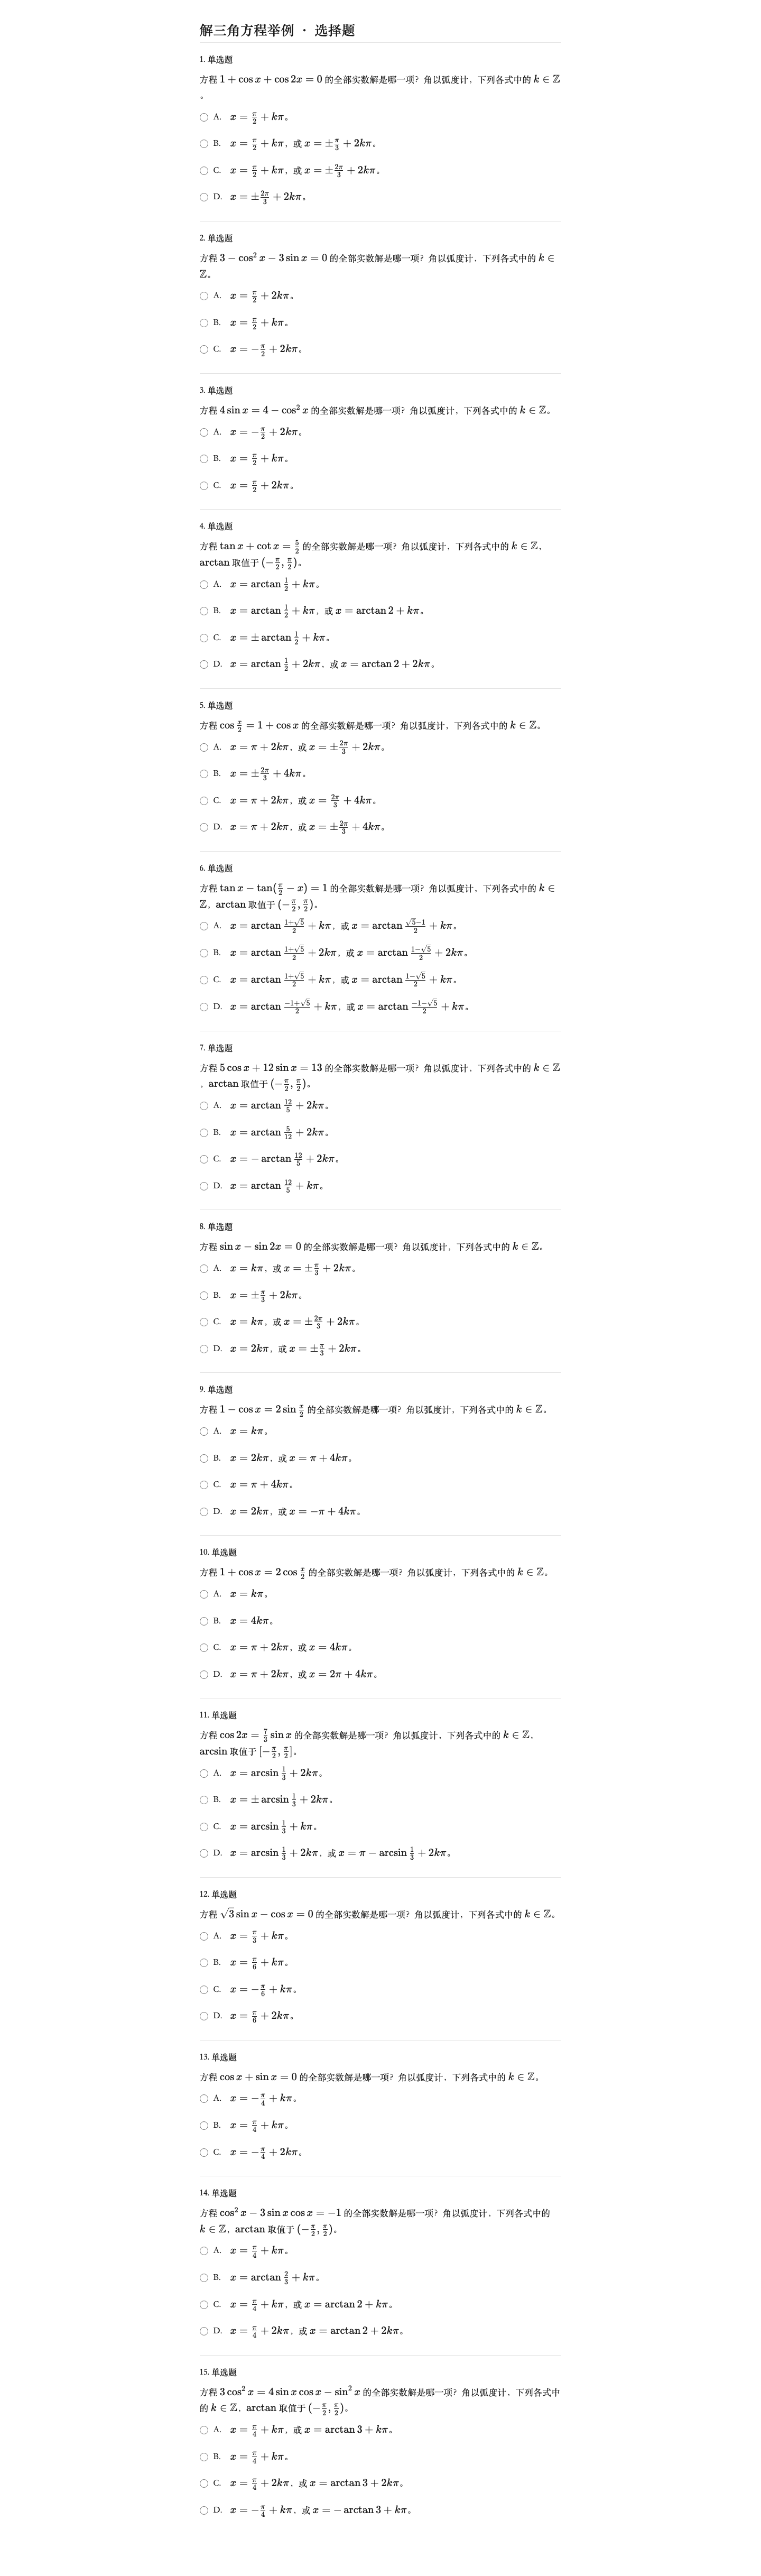 解三角方程举例 · 选择题
1. 单选题
方程 1 + cos x + cos 2x = 0 的全部实数解是哪一项？角以弧度计，下列各式中的 k ∈ ℤ
。
A. x = π/2 + kπ。
B. x = π/2 + kπ，或 x = ±π/3 + 2kπ。
C. x = π/2 + kπ，或 x = ±2π/3 + 2kπ。
D. x = ±2π/3 + 2kπ。
2. 单选题
方程 3 − cos² x − 3 sin x = 0 的全部实数解是哪一项？角以弧度计，下列各式中的 k ∈
ℤ。
A. x = π/2 + 2kπ。
B. x = π/2 + kπ。
C. x = −π/2 + 2kπ。
3. 单选题
方程 4 sin x = 4 − cos² x 的全部实数解是哪一项？角以弧度计，下列各式中的 k ∈ ℤ。
A. x = −π/2 + 2kπ。
B. x = π/2 + kπ。
C. x = π/2 + 2kπ。
4. 单选题
方程 tan x + cot x = 5/2 的全部实数解是哪一项？角以弧度计，下列各式中的 k ∈ ℤ，
arctan 取值于 (−π/2, π/2)。
A. x = arctan 1/2 + kπ。
B. x = arctan 1/2 + kπ，或 x = arctan 2 + kπ。
C. x = ± arctan 1/2 + kπ。
D. x = arctan 1/2 + 2kπ，或 x = arctan 2 + 2kπ。
5. 单选题
方程 cos x/2 = 1 + cos x 的全部实数解是哪一项？角以弧度计，下列各式中的 k ∈ ℤ。
A. x = π + 2kπ，或 x = ±2π/3 + 2kπ。
B. x = ±2π/3 + 4kπ。
C. x = π + 2kπ，或 x = 2π/3 + 4kπ。
D. x = π + 2kπ，或 x = ±2π/3 + 4kπ。
6. 单选题
方程 tan x − tan(π/2 − x) = 1 的全部实数解是哪一项？角以弧度计，下列各式中的 k ∈
ℤ，arctan 取值于 (−π/2, π/2)。
A. x = arctan (1+√5)/2 + kπ，或 x = arctan (√5−1)/2 + kπ。
B. x = arctan (1+√5)/2 + 2kπ，或 x = arctan (1−√5)/2 + 2kπ。
C. x = arctan (1+√5)/2 + kπ，或 x = arctan (1−√5)/2 + kπ。
D. x = arctan (−1+√5)/2 + kπ，或 x = arctan (−1−√5)/2 + kπ。
7. 单选题
方程 5 cos x + 12 sin x = 13 的全部实数解是哪一项？角以弧度计，下列各式中的 k ∈ ℤ
，arctan 取值于 (−π/2, π/2)。
A. x = arctan 12/5 + 2kπ。
B. x = arctan 5/12 + 2kπ。
C. x = − arctan 12/5 + 2kπ。
D. x = arctan 12/5 + kπ。
8. 单选题
方程 sin x − sin 2x = 0 的全部实数解是哪一项？角以弧度计，下列各式中的 k ∈ ℤ。
A. x = kπ，或 x = ±π/3 + 2kπ。
B. x = ±π/3 + 2kπ。
C. x = kπ，或 x = ±2π/3 + 2kπ。
D. x = 2kπ，或 x = ±π/3 + 2kπ。
9. 单选题
方程 1 − cos x = 2 sin x/2 的全部实数解是哪一项？角以弧度计，下列各式中的 k ∈ ℤ。
A. x = kπ。
B. x = 2kπ，或 x = π + 4kπ。
C. x = π + 4kπ。
D. x = 2kπ，或 x = −π + 4kπ。
10. 单选题
方程 1 + cos x = 2 cos x/2 的全部实数解是哪一项？角以弧度计，下列各式中的 k ∈ ℤ。
A. x = kπ。
B. x = 4kπ。
C. x = π + 2kπ，或 x = 4kπ。
D. x = π + 2kπ，或 x = 2π + 4kπ。
11. 单选题
方程 cos 2x = 7/3 sin x 的全部实数解是哪一项？角以弧度计，下列各式中的 k ∈ ℤ，
arcsin 取值于 [−π/2, π/2]。
A. x = arcsin 1/3 + 2kπ。
B. x = ± arcsin 1/3 + 2kπ。
C. x = arcsin 1/3 + kπ。
D. x = arcsin 1/3 + 2kπ，或 x = π − arcsin 1/3 + 2kπ。
12. 单选题
方程 √3 sin x − cos x = 0 的全部实数解是哪一项？角以弧度计，下列各式中的 k ∈ ℤ。
A. x = π/3 + kπ。
B. x = π/6 + kπ。
C. x = −π/6 + kπ。
D. x = π/6 + 2kπ。
13. 单选题
方程 cos x + sin x = 0 的全部实数解是哪一项？角以弧度计，下列各式中的 k ∈ ℤ。
A. x = −π/4 + kπ。
B. x = π/4 + kπ。
C. x = −π/4 + 2kπ。
14. 单选题
方程 cos² x − 3 sin x cos x = −1 的全部实数解是哪一项？角以弧度计，下列各式中的
k ∈ ℤ，arctan 取值于 (−π/2, π/2)。
A. x = π/4 + kπ。
B. x = arctan 2/3 + kπ。
C. x = π/4 + kπ，或 x = arctan 2 + kπ。
D. x = π/4 + 2kπ，或 x = arctan 2 + 2kπ。
15. 单选题
方程 3 cos² x = 4 sin x cos x − sin² x 的全部实数解是哪一项？角以弧度计，下列各式中
的 k ∈ ℤ，arctan 取值于 (−π/2, π/2)。
A. x = π/4 + kπ，或 x = arctan 3 + kπ。
B. x = π/4 + kπ。
C. x = π/4 + 2kπ，或 x = arctan 3 + 2kπ。
D. x = −π/4 + kπ，或 x = − arctan 3 + kπ。